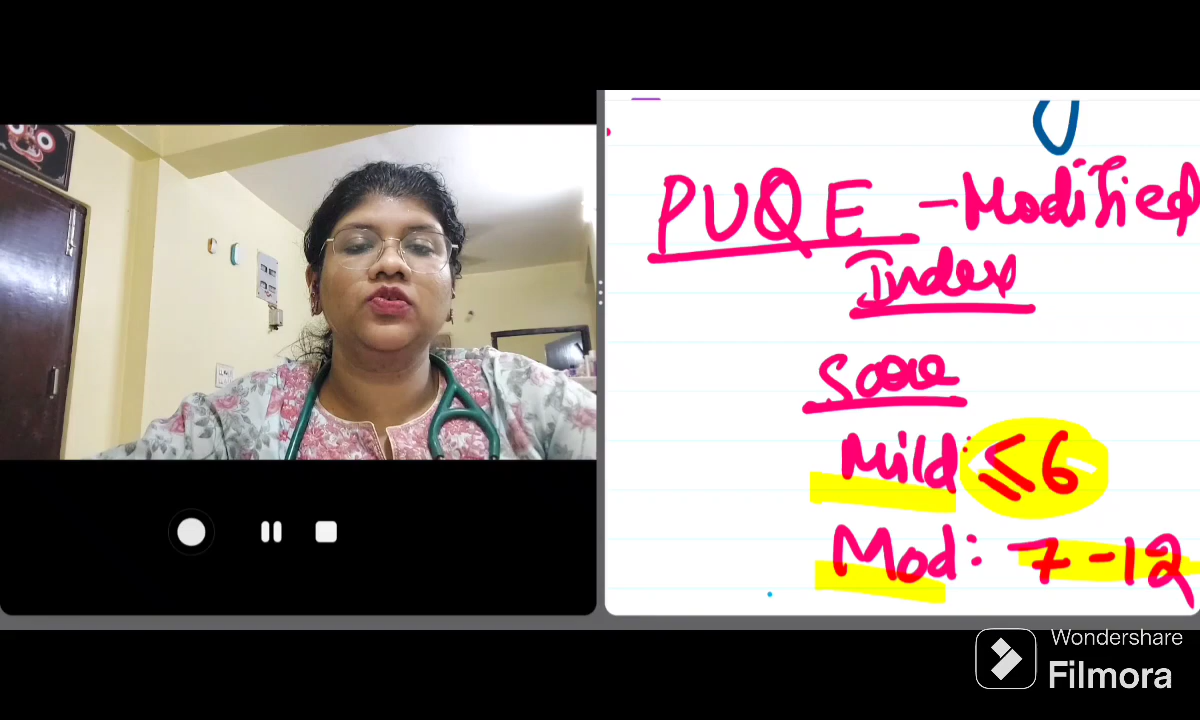 PUQE - Modified
Index
Score
Mild: ≤6
Mod: 7-12
Wondershare
Filmora